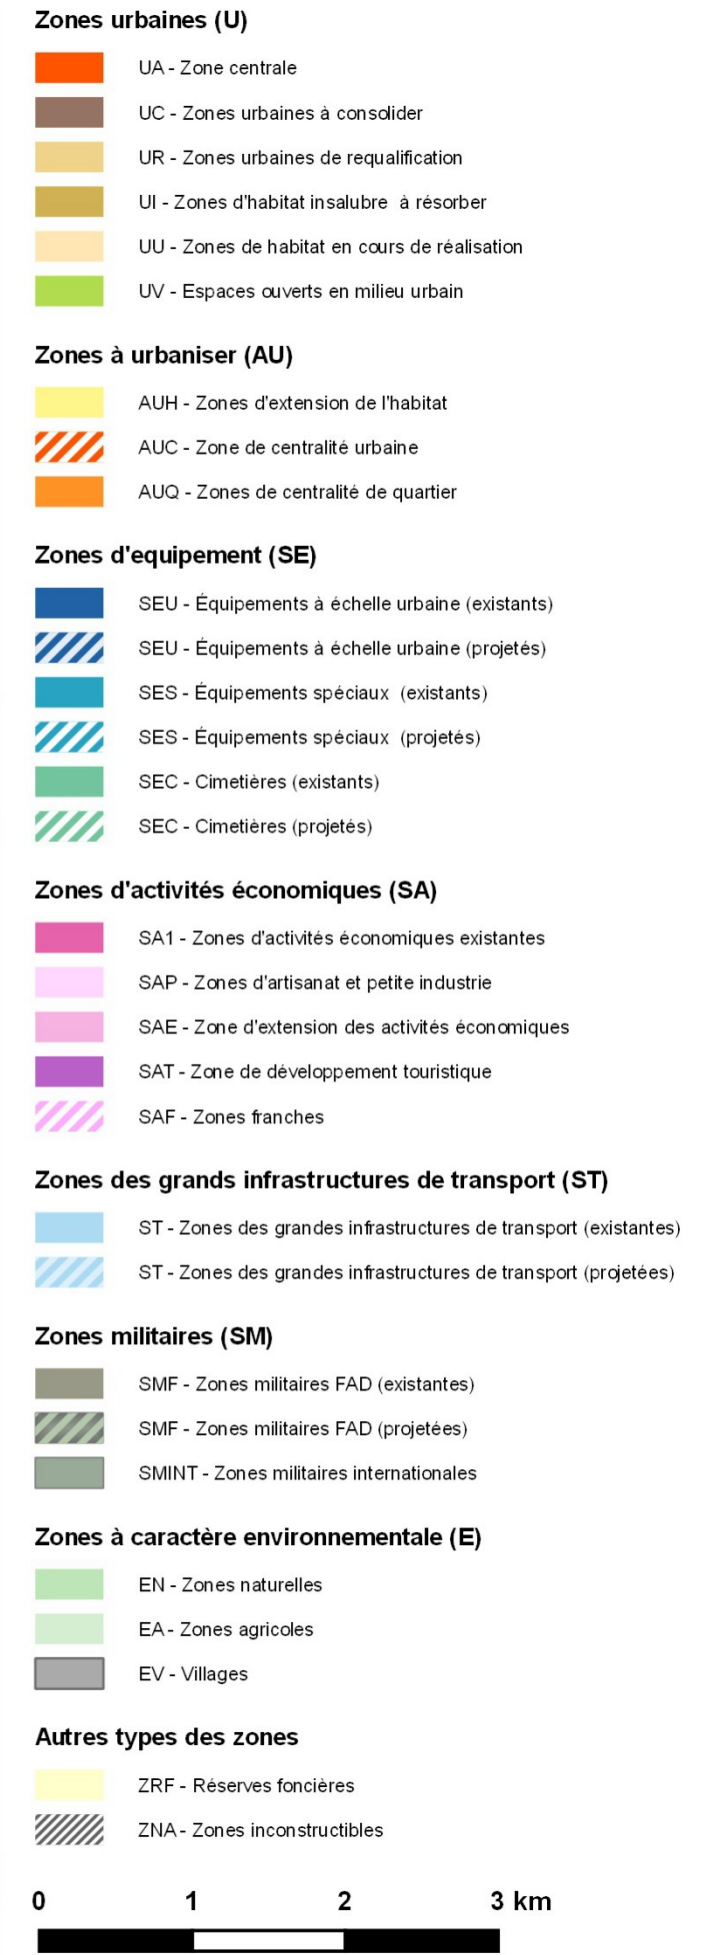 Zones urbaines (U)
UA - Zone centrale
UC - Zones urbaines à consolider
UR - Zones urbaines de requalification
UI - Zones d'habitat insalubre à résorber
UU - Zones de habitat en cours de réalisation
UV - Espaces ouverts en milieu urbain
Zones à urbaniser (AU)
AUH - Zones d'extension de l'habitat
AUC - Zone de centralité urbaine
AUQ - Zones de centralité de quartier
Zones d'equipement (SE)
SEU - Équipements à échelle urbaine (existants)
SEU - Équipements à échelle urbaine (projetés)
SES - Équipements spéciaux (existants)
SES - Équipements spéciaux (projetés)
SEC - Cimetières (existants)
SEC - Cimetières (projetés)
Zones d'activités économiques (SA)
SA1 - Zones d'activités économiques existantes
SAP - Zones d'artisanat et petite industrie
SAE - Zone d'extension des activités économiques
SAT - Zone de développement touristique
SAF - Zones franches
Zones des grands infrastructures de transport (ST)
ST - Zones des grandes infrastructures de transport (existantes)
ST - Zones des grandes infrastructures de transport (projetées)
Zones militaires (SM)
SMF - Zones militaires FAD (existantes)
SMF - Zones militaires FAD (projetées)
SMINT - Zones militaires internationales
Zones à caractère environnementale (E)
EN - Zones naturelles
EA - Zones agricoles
EV - Villages
Autres types des zones
ZRF - Réserves foncières
ZNA - Zones inconstructibles
0 1 2 3 km